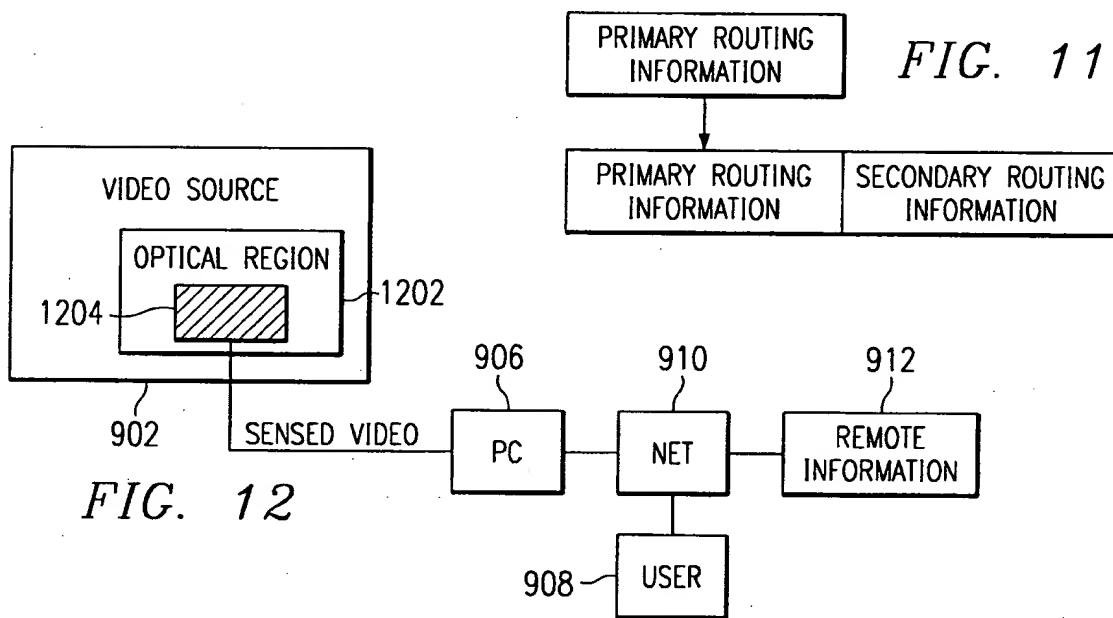 PRIMARY ROUTING
INFORMATION
FIG. 11
PRIMARY ROUTING
INFORMATION
SECONDARY ROUTING
INFORMATION
VIDEO SOURCE
OPTICAL REGION
1204
1202
902
SENSED VIDEO
906
PC
910
NET
912
REMOTE
INFORMATION
908
USER
FIG. 12